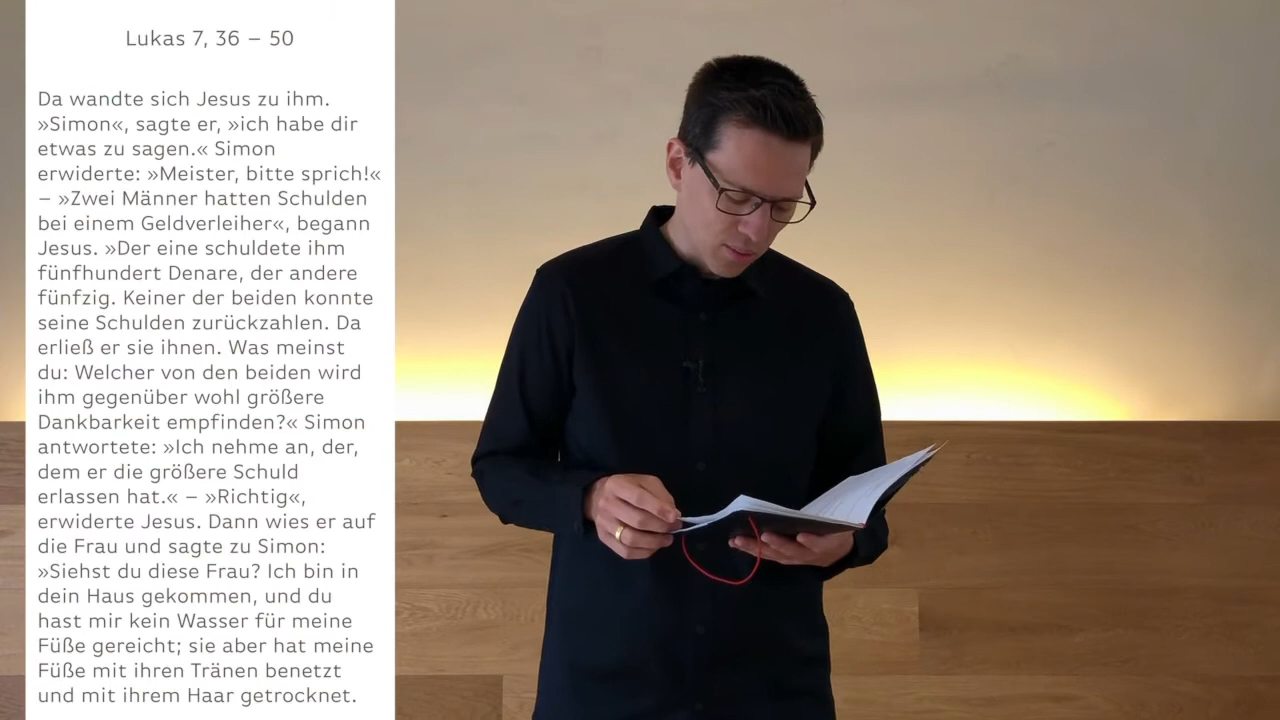 Lukas 7, 36 – 50
Da wandte sich Jesus zu ihm.
»Simon«, sagte er, »ich habe dir
etwas zu sagen.« Simon
erwiderte: »Meister, bitte sprich!«
– »Zwei Männer hatten Schulden
bei einem Geldverleiher«, begann
Jesus. »Der eine schuldete ihm
fünfhundert Denare, der andere
fünfzig. Keiner der beiden konnte
seine Schulden zurückzahlen. Da
erließ er sie ihnen. Was meinst
du: Welcher von den beiden wird
ihm gegenüber wohl größere
Dankbarkeit empfinden?« Simon
antwortete: »Ich nehme an, der,
dem er die größere Schuld
erlassen hat.« – »Richtig«,
erwiderte Jesus. Dann wies er auf
die Frau und sagte zu Simon:
»Siehst du diese Frau? Ich bin in
dein Haus gekommen, und du
hast mir kein Wasser für meine
Füße gereicht; sie aber hat meine
Füße mit ihren Tränen benetzt
und mit ihrem Haar getrocknet.